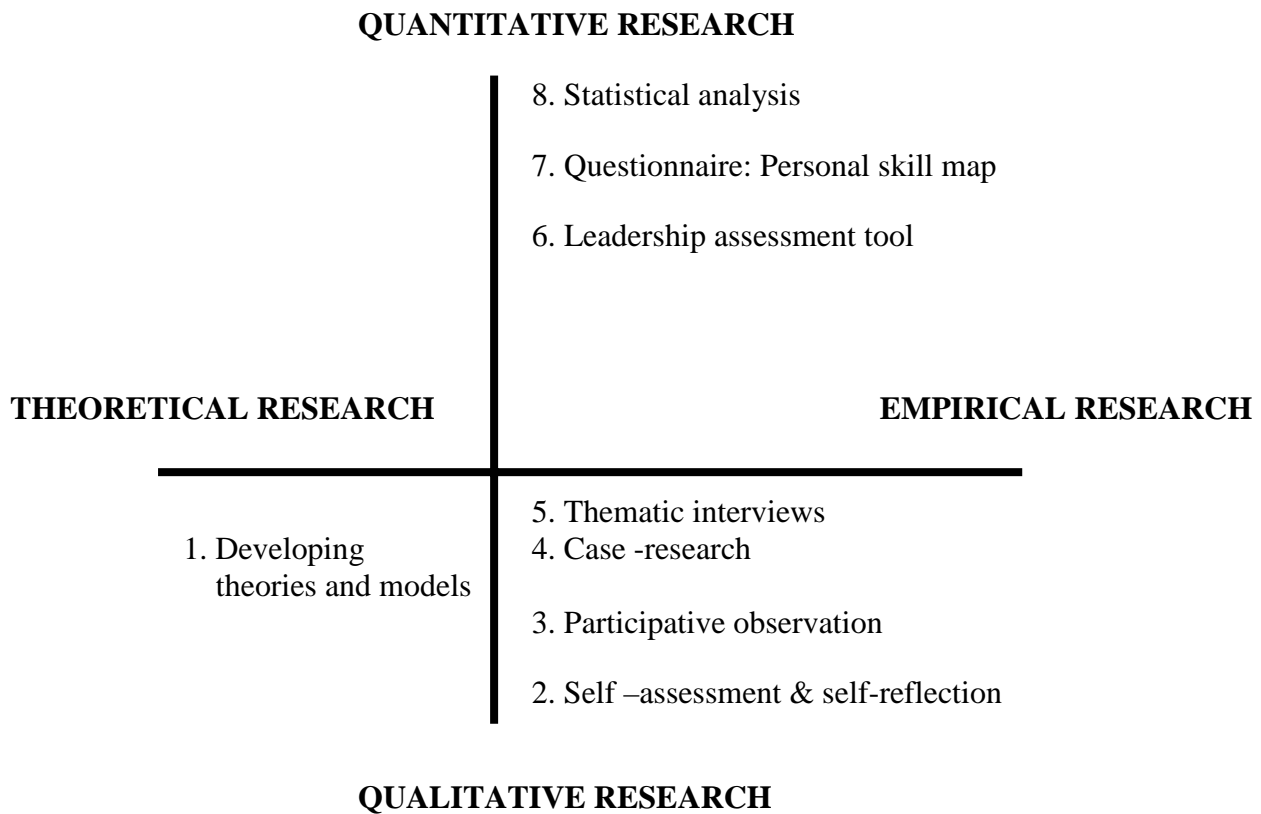 QUANTITATIVE RESEARCH
8. Statistical analysis
7. Questionnaire: Personal skill map
6. Leadership assessment tool
THEORETICAL RESEARCH
EMPIRICAL RESEARCH
1. Developing
theories and models
5. Thematic interviews
4. Case -research
3. Participative observation
2. Self –assessment & self-reflection
QUALITATIVE RESEARCH